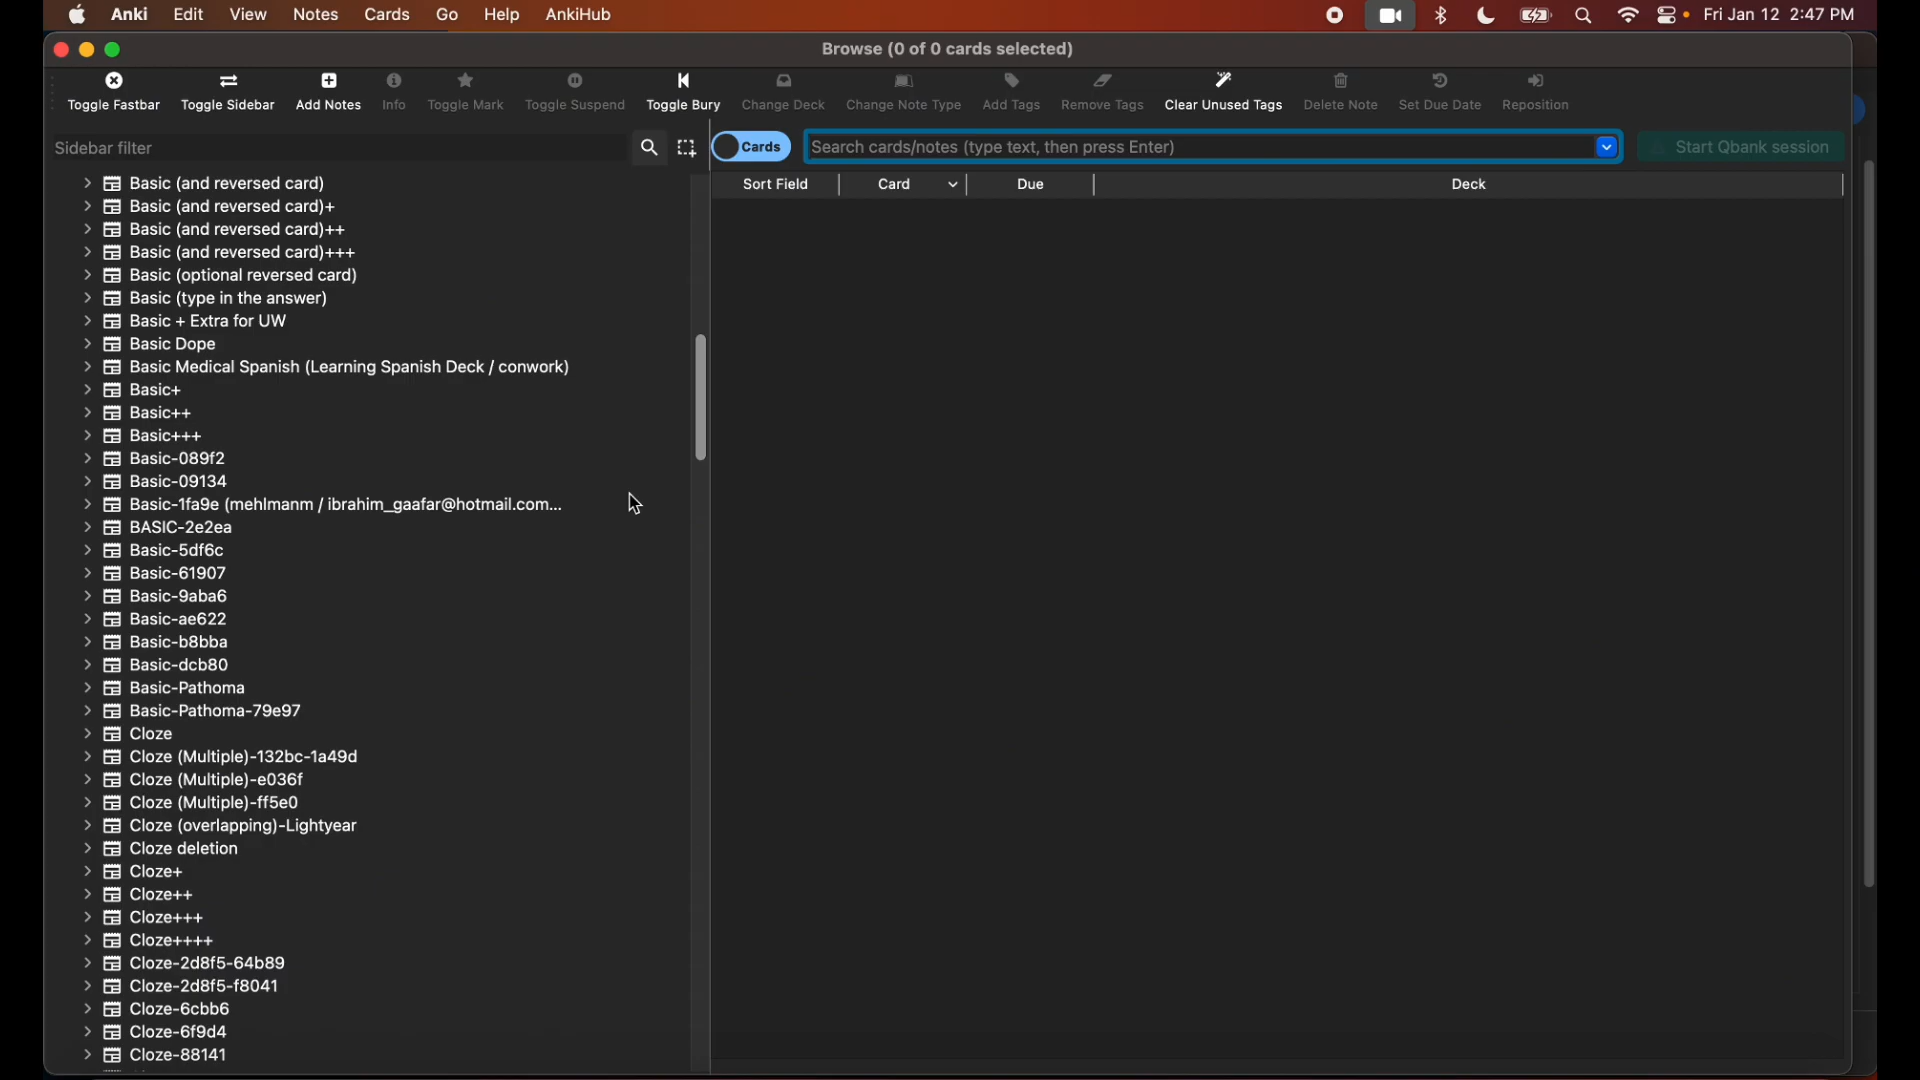 Anki Edit View Notes Cards Go Help AnkiHub Fri Jan 12 2:47 PM
Browse (0 of 0 cards selected)
Toggle Fastbar Toggle Sidebar Add Notes Info Toggle Mark Toggle Suspend Toggle Bury Change Deck Change Note Type Add Tags Remove Tags Clear Unused Tags Delete Note Set Due Date Reposition
Sidebar filter Cards Search cards/notes (type text, then press Enter) Start Qbank session
Sort Field Card Due Deck
Basic (and reversed card)
Basic (and reversed card)+
Basic (and reversed card)++
Basic (and reversed card)+++
Basic (optional reversed card)
Basic (type in the answer)
Basic + Extra for UW
Basic Dope
Basic Medical Spanish (Learning Spanish Deck / conwork)
Basic+
Basic++
Basic+++
Basic-089f2
Basic-09134
Basic-1fa9e (mehlmanm / ibrahim_gaafar@hotmail.com...
BASIC-2e2ea
Basic-5df6c
Basic-61907
Basic-9aba6
Basic-ae622
Basic-b8bba
Basic-dcb80
Basic-Pathoma
Basic-Pathoma-79e97
Cloze
Cloze (Multiple)-132bc-1a49d
Cloze (Multiple)-e036f
Cloze (Multiple)-ff5e0
Cloze (overlapping)-Lightyear
Cloze deletion
Cloze+
Cloze++
Cloze+++
Cloze++++
Cloze-2d8f5-64b89
Cloze-2d8f5-f8041
Cloze-6cbb6
Cloze-6f9d4
Cloze-88141